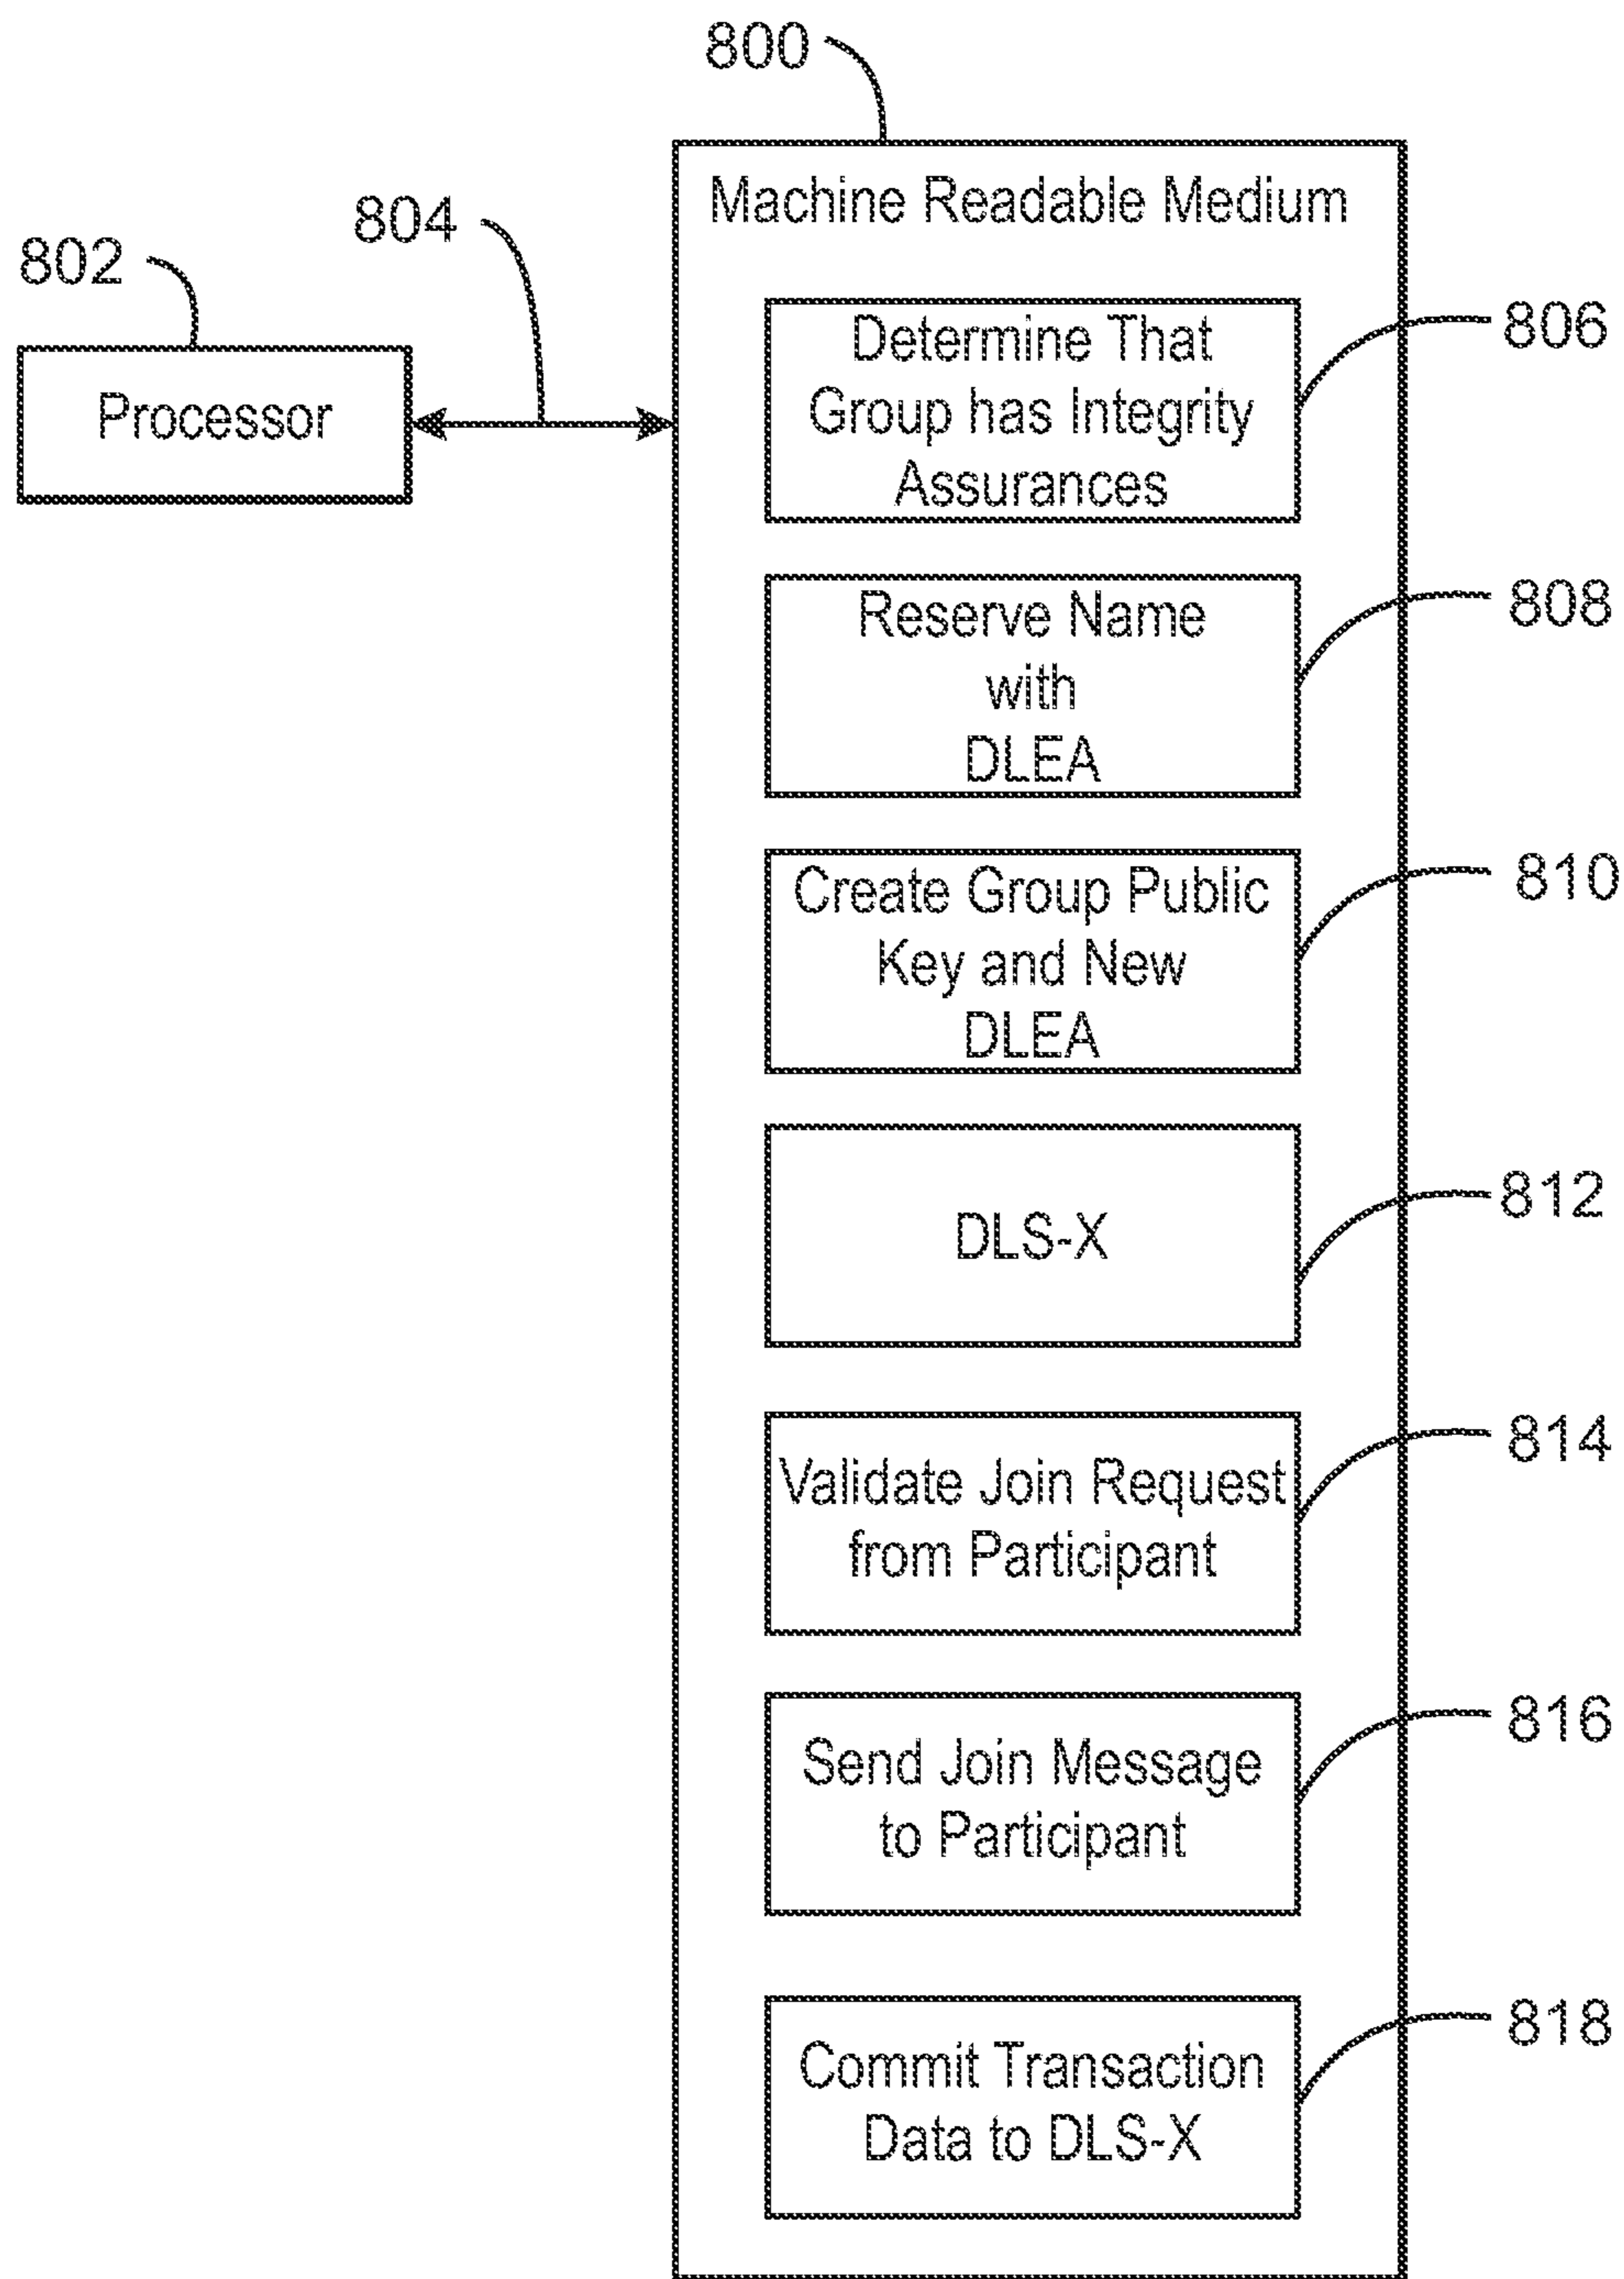 800
Machine Readable Medium
804
802
Processor
Determine That
Group has Integrity
Assurances
806
Reserve Name
with
DLEA
808
Create Group Public
Key and New
DLEA
810
DLS-X
812
Validate Join Request
from Participant
814
Send Join Message
to Participant
816
Commit Transaction
Data to DLS-X
818